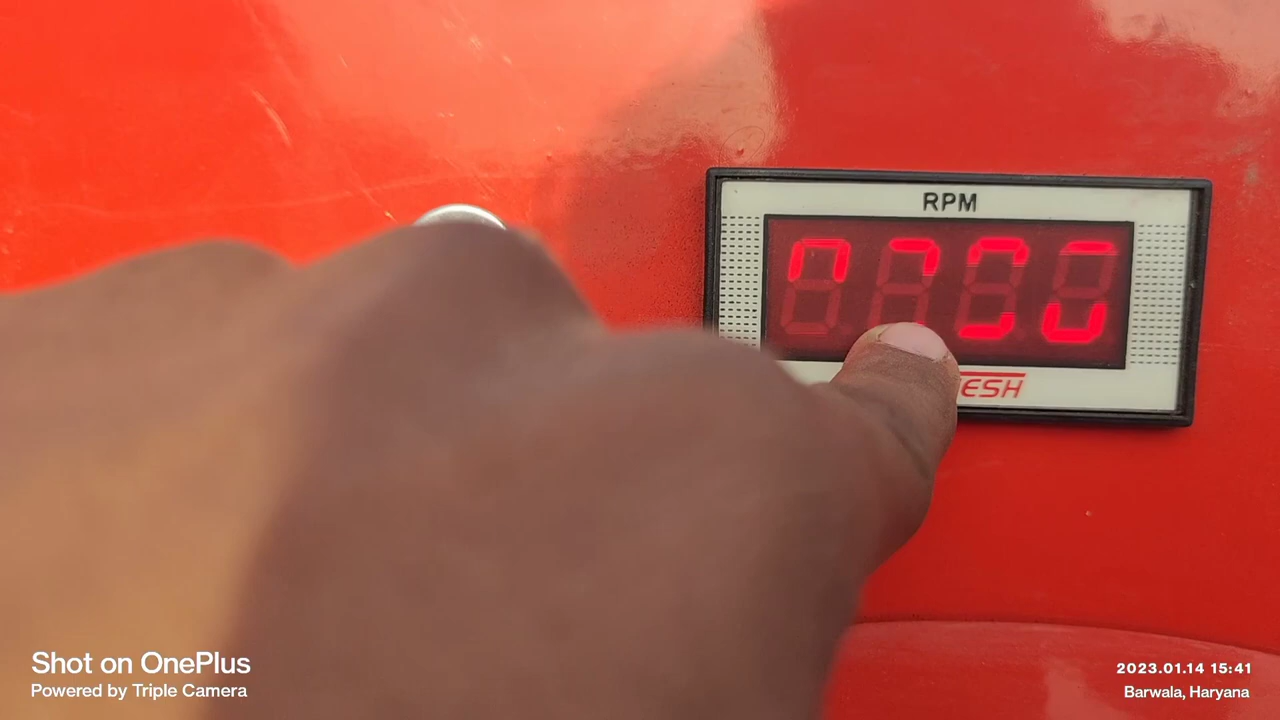 RPM
ESH
Shot on OnePlus
Powered by Triple Camera
2023.01.14 15:41
Barwala, Haryana